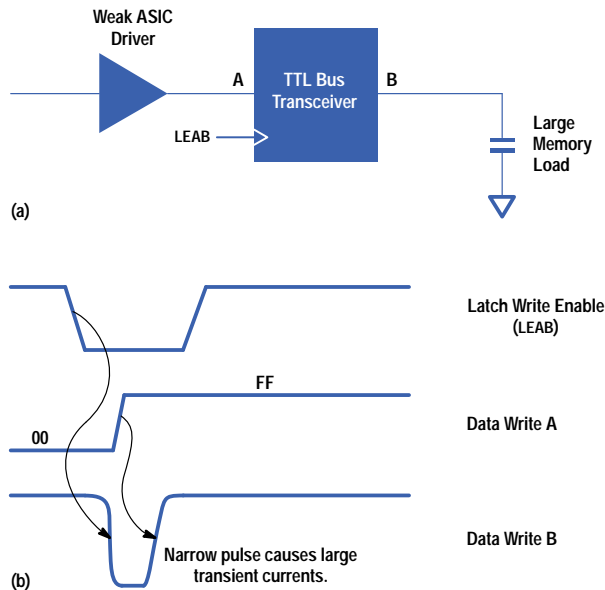 Weak ASIC
Driver
A
TTL Bus
Transceiver
B
LEAB
Large
Memory
Load
(a)
Latch Write Enable
(LEAB)
FF
00
Data Write A
Data Write B
Narrow pulse causes large
transient currents.
(b)